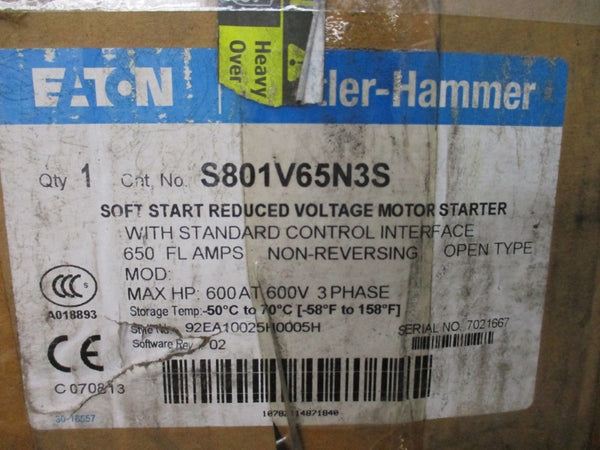 Heavy
Over
EATON
tler-Hammer
Qty 1 Cat. No. S801V65N3S
SOFT START REDUCED VOLTAGE MOTOR STARTER
WITH STANDARD CONTROL INTERFACE
650 FL AMPS NON-REVERSING OPEN TYPE
MOD:
MAX HP: 600 AT 600V 3 PHASE
Storage Temp: -50°C to 70°C [-58°F to 158°F]
Style No. 92EA10025H0005H
Software Rev. 02
SERIAL NO. 7021667
CCC S
A018893
CE
C 070813
30-16557